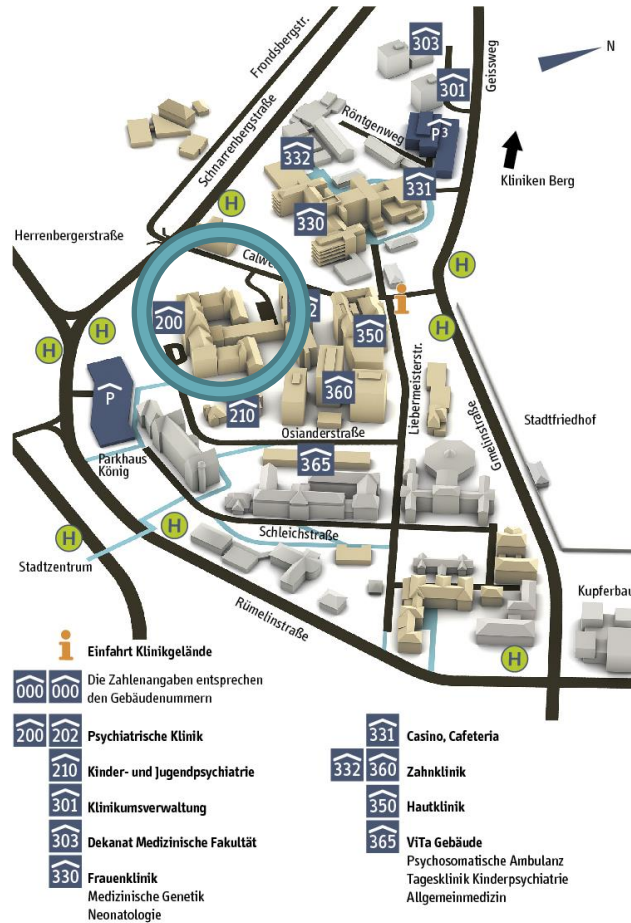 303
Frondsbergstr.
Geissweg
N
301
Schnarrenbergstraße
Röntgenweg
P3
332
Kliniken Berg
331
H
330
Herrenbergerstraße
H
i
200
350
H
H
H
Liebermeisterstr.
Gmelinstraße
360
P
210
Stadtfriedhof
Osianderstraße
Parkhaus
König
365
H
H
Schleichstraße
Stadtzentrum
Kupferbau
Rümelinstraße
H
i Einfahrt Klinikgelände
000 000 Die Zahlenangaben entsprechen
den Gebäudenummern
200 202 Psychiatrische Klinik
210 Kinder- und Jugendpsychiatrie
301 Klinikumsverwaltung
303 Dekanat Medizinische Fakultät
330 Frauenklinik
Medizinische Genetik
Neonatologie
331 Casino, Cafeteria
332 360 Zahnklinik
350 Hautklinik
365 ViTa Gebäude
Psychosomatische Ambulanz
Tagesklinik Kinderpsychiatrie
Allgemeinmedizin